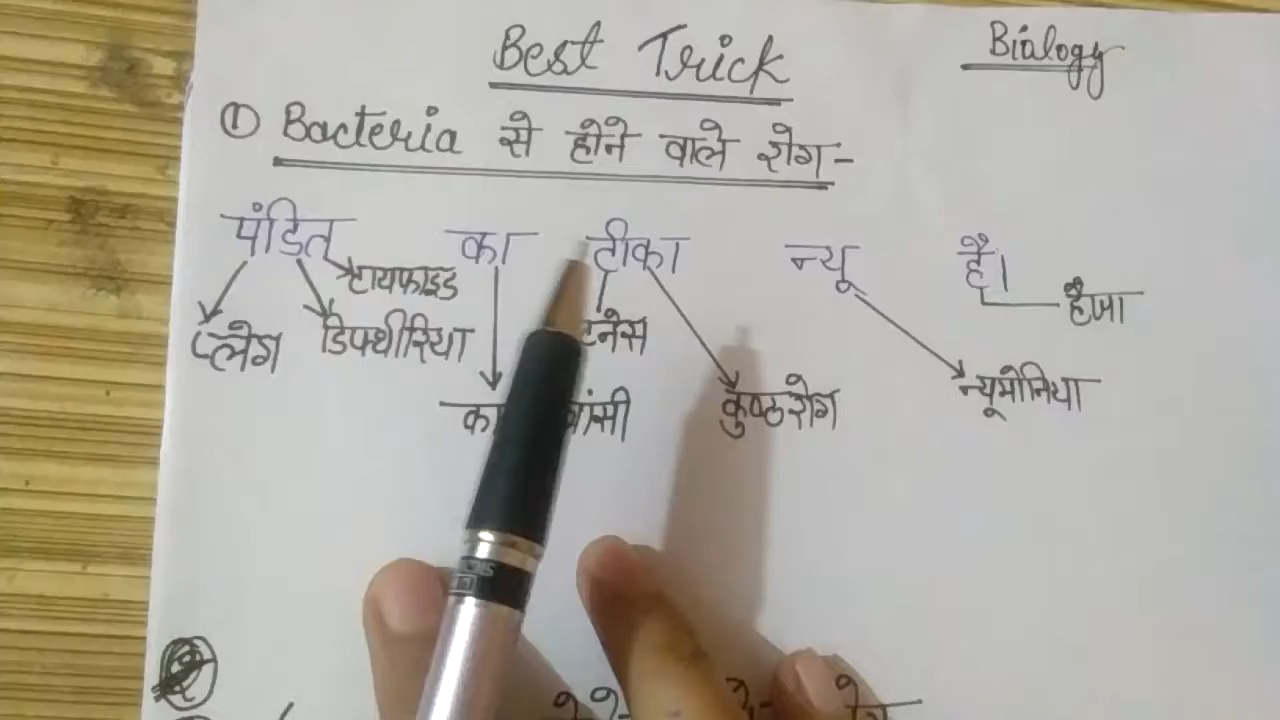 Best Trick
Biology
① Bacteria से होने वाले रोग-
पंडित का टीका न्यू है।
टायफाइड
हैजा
प्लेग डिफ्थीरिया
टनेस
कुष्ठरोग न्यूमोनिया